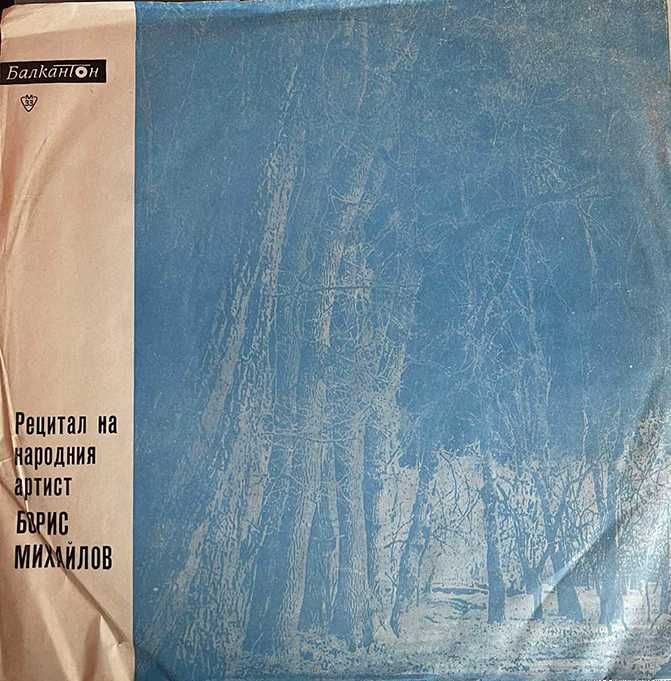 Балкантон
М
33
Рецитал на
народния
артист
БОРИС
МИХАЙЛОВ